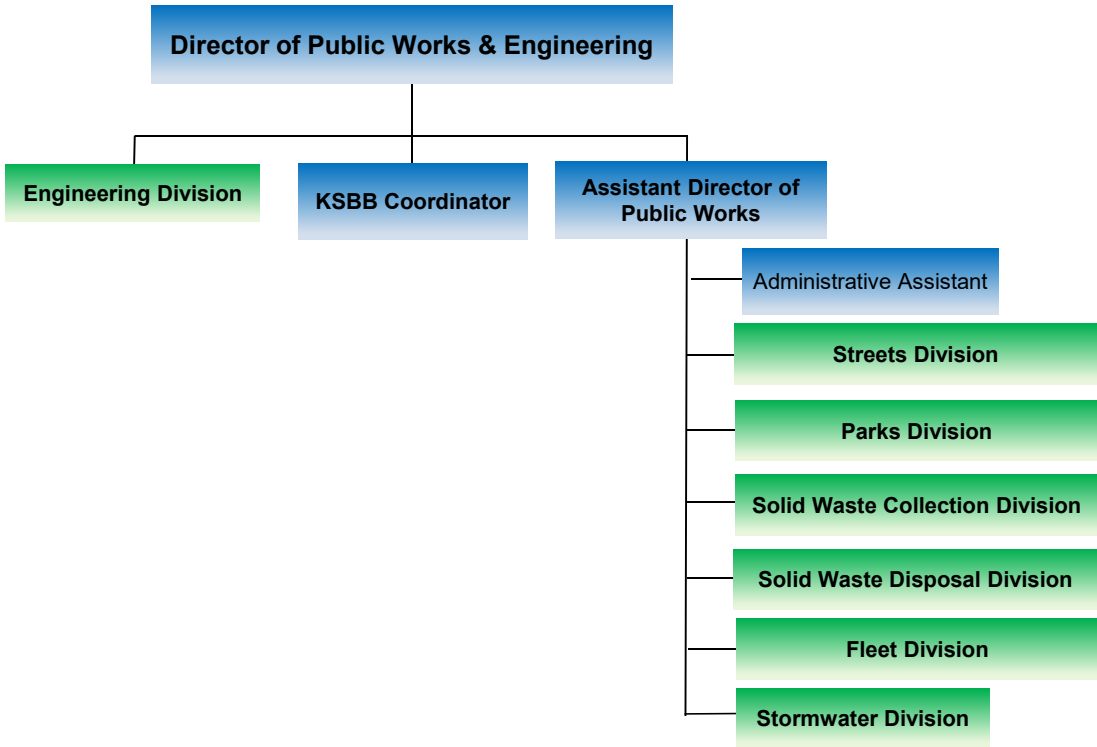 Director of Public Works & Engineering
Engineering Division
KSBB Coordinator
Assistant Director of
Public Works
Administrative Assistant
Streets Division
Parks Division
Solid Waste Collection Division
Solid Waste Disposal Division
Fleet Division
Stormwater Division